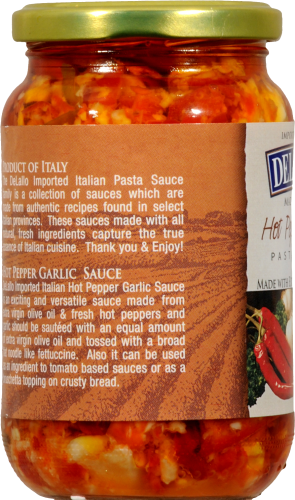 PRODUCT OF ITALY
The DeLallo Imported Italian Pasta Sauce
family is a collection of sauces which are
made from authentic recipes found in select
Italian provinces. These sauces made with all
natural, fresh ingredients capture the true
essence of Italian cuisine. Thank you & Enjoy!
HOT PEPPER GARLIC SAUCE
DeLallo Imported Italian Hot Pepper Garlic Sauce
is an exciting and versatile sauce made from
extra virgin olive oil & fresh hot peppers and
garlic should be sautéed with an equal amount
of extra virgin olive oil and tossed with a broad
noodle like fettuccine. Also it can be used
as an ingredient to tomato based sauces or as a
bruschetta topping on crusty bread.
DEL
Hot P
PAST
MADE WITH